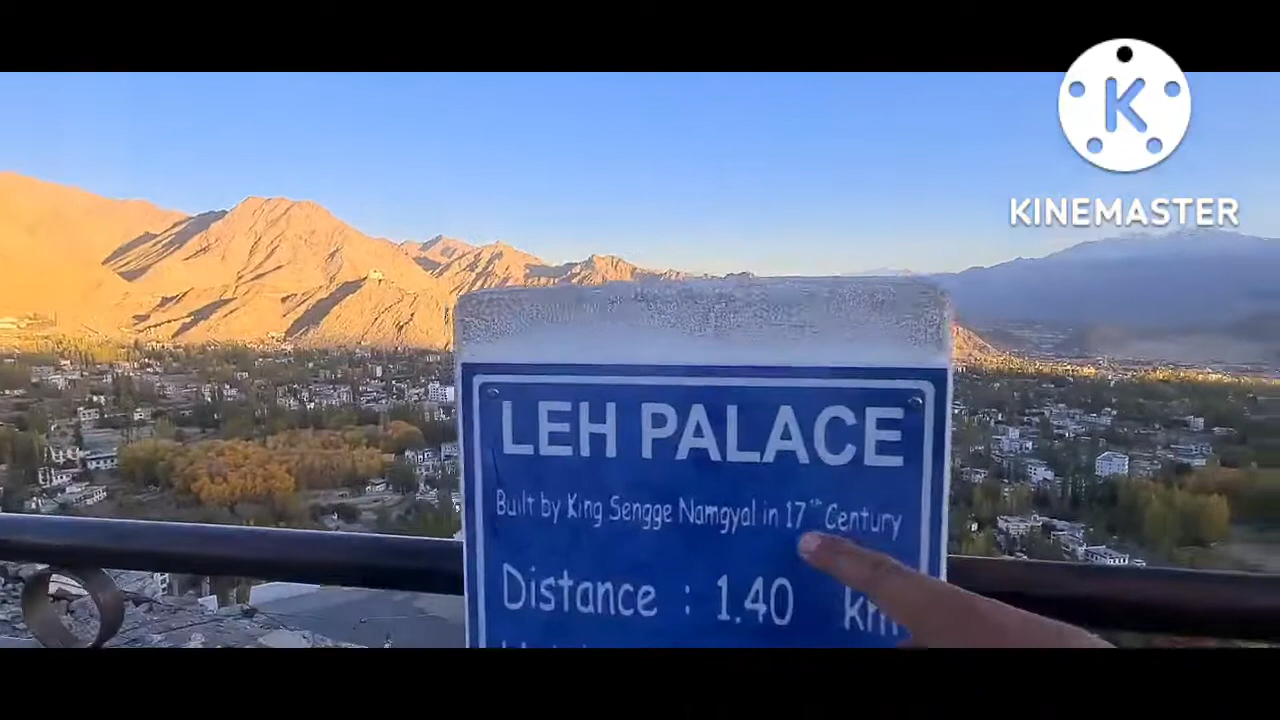 K
KINEMASTER
LEH PALACE
Built by King Sengge Namgyal in 17th Century
Distance : 1.40 km